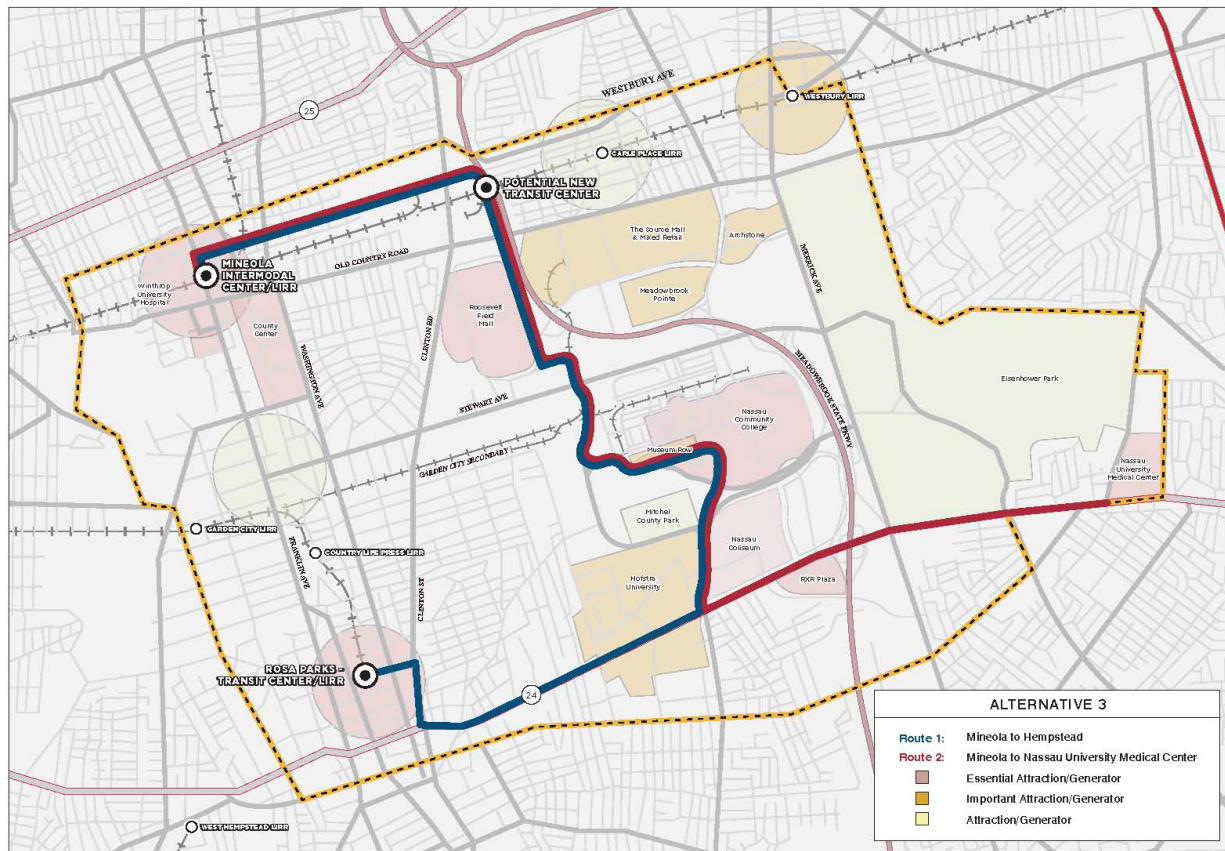 WESTBURY AVE
WESTBURY LIRR
25
CARLE PLACE LIRR
POTENTIAL NEW
TRANSIT CENTER
The Source Mall
& Mixed Retail
Archstone
OLD COUNTRY ROAD
MERRICK AVE
MINEOLA
INTERMODAL
CENTER/LIRR
Winthrop
University
Hospital
Meadowbrook
Pointe
Roosevelt
Field
Mall
County
Center
CLINTON RD
WASHINGTON AVE
MEADOWBROOK STATE PKWY
Eisenhower Park
STEWART AVE
Nassau
Community
College
Museum Row
GARDEN CITY SECONDARY
Nassau
University
Medical Center
Mitchel
County Park
GARDEN CITY LIRR
COUNTRY LIFE PRESS LIRR
Nassau
Coliseum
FRANKLIN AVE
CLINTON ST
Hofstra
University
RXR Plaza
ROSA PARKS -
TRANSIT CENTER/LIRR
24
WEST HEMPSTEAD LIRR
ALTERNATIVE 3
Route 1: Mineola to Hempstead
Route 2: Mineola to Nassau University Medical Center
Essential Attraction/Generator
Important Attraction/Generator
Attraction/Generator